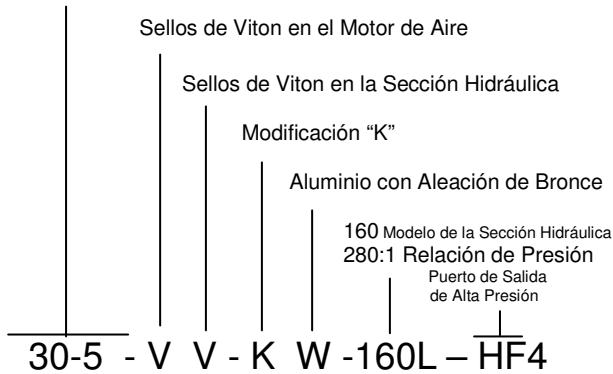 Sellos de Viton en el Motor de Aire
Sellos de Viton en la Sección Hidráulica
Modificación “K”
Aluminio con Aleación de Bronce
160 Modelo de la Sección Hidráulica
280:1 Relación de Presión
Puerto de Salida
de Alta Presión
30-5 - V V - K W -160L – HF4